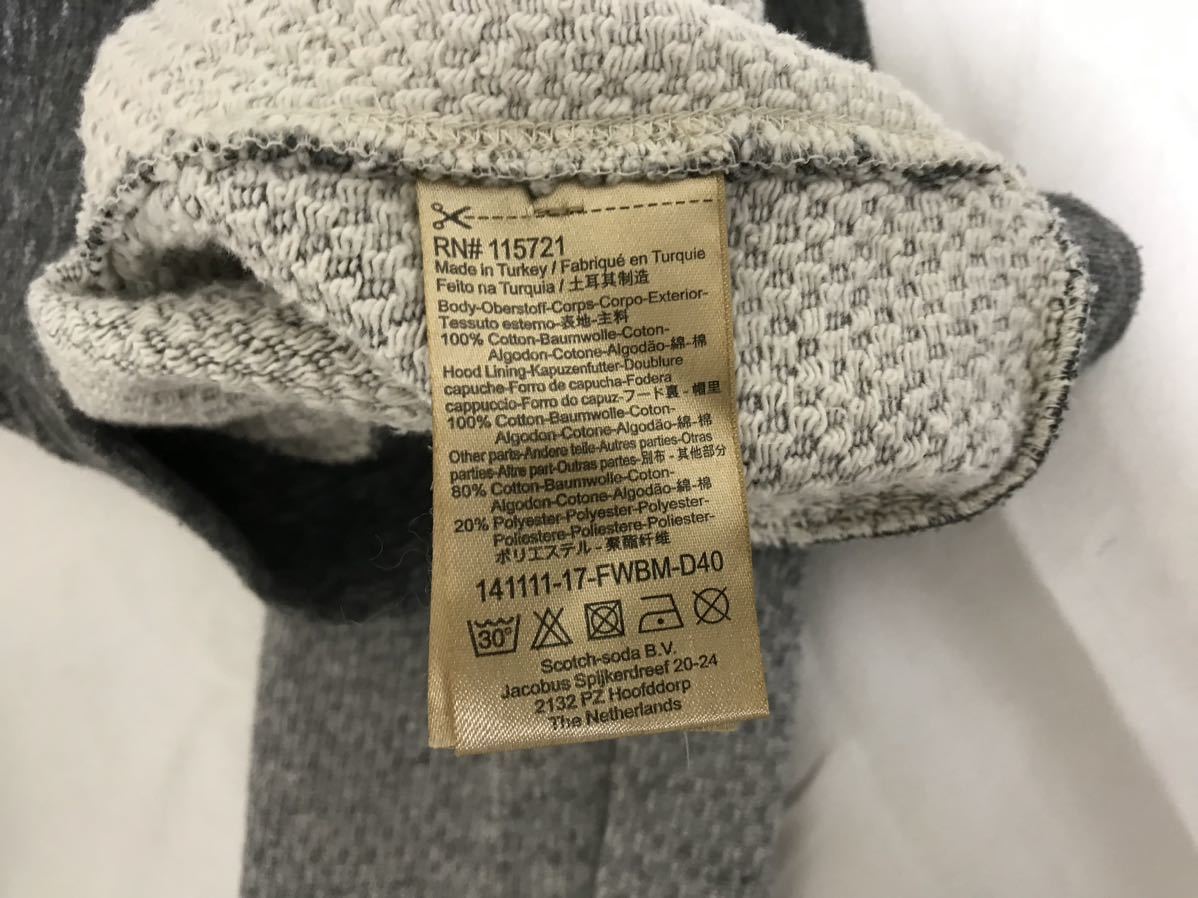 RN# 115721
Made in Turkey / Fabriqué en Turquie
Feito na Turquia / 土耳其制造
Body-Oberstoff-Corps-Corpo-Exterior-
Tessuto esterno-表地-主料
100% Cotton-Baumwolle-Coton-
Algodon-Cotone-Algodão-綿-棉
Hood Lining-Kapuzenfutter-Doublure
capuche-Forro de capucha-Fodera
cappuccio-Forro do capuz-フード裏-帽里
100% Cotton-Baumwolle-Coton-
Algodon-Cotone-Algodão-綿-棉
Other parts-Andere teile-Autres parties-Otras
partes-Altre part-Outras partes-別布-其他部分
80% Cotton-Baumwolle-Coton-
Algodon-Cotone-Algodão-綿-棉
20% Polyester-Polyester-Polyester-
Poliestere-Poliestere-Poliester-
ポリエステル-聚酯纤维
141111-17-FWBM-D40
30°
Scotch-soda B.V.
Jacobus Spijkerdreef 20-24
2132 PZ Hoofddorp
The Netherlands